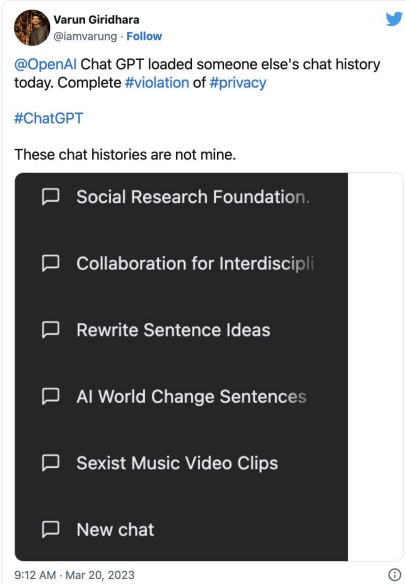 Varun Giridhara
@iamvarung · Follow
@OpenAI Chat GPT loaded someone else's chat history
today. Complete #violation of #privacy
#ChatGPT
These chat histories are not mine.
Social Research Foundation.
Collaboration for Interdiscipli
Rewrite Sentence Ideas
AI World Change Sentences
Sexist Music Video Clips
New chat
9:12 AM · Mar 20, 2023